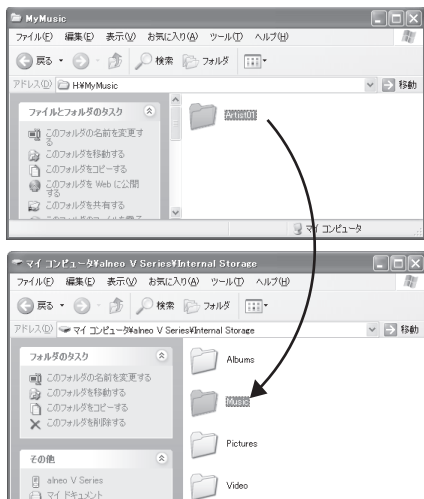 MyMusic
ファイル(F) 編集(E) 表示(V) お気に入り(A) ツール(T) ヘルプ(H)
戻る 検索 フォルダ
アドレス(D) H¥MyMusic 移動
ファイルとフォルダのタスク
このフォルダの名前を変更す
る
このフォルダを移動する
このフォルダをコピーする
このフォルダを Web に公開
する
このフォルダを共有する
Artist01
マイ コンピュータ
マイ コンピュータ¥alneo V Series¥Internal Storage
ファイル(F) 編集(E) 表示(V) お気に入り(A) ツール(T) ヘルプ(H)
戻る 検索 フォルダ
アドレス(D) マイ コンピュータ¥alneo V Series¥Internal Storage 移動
フォルダのタスク
このフォルダの名前を変更する
このフォルダを移動する
このフォルダをコピーする
このフォルダを削除する
その他
alneo V Series
マイ ドキュメント
Albums
Music
Pictures
Video